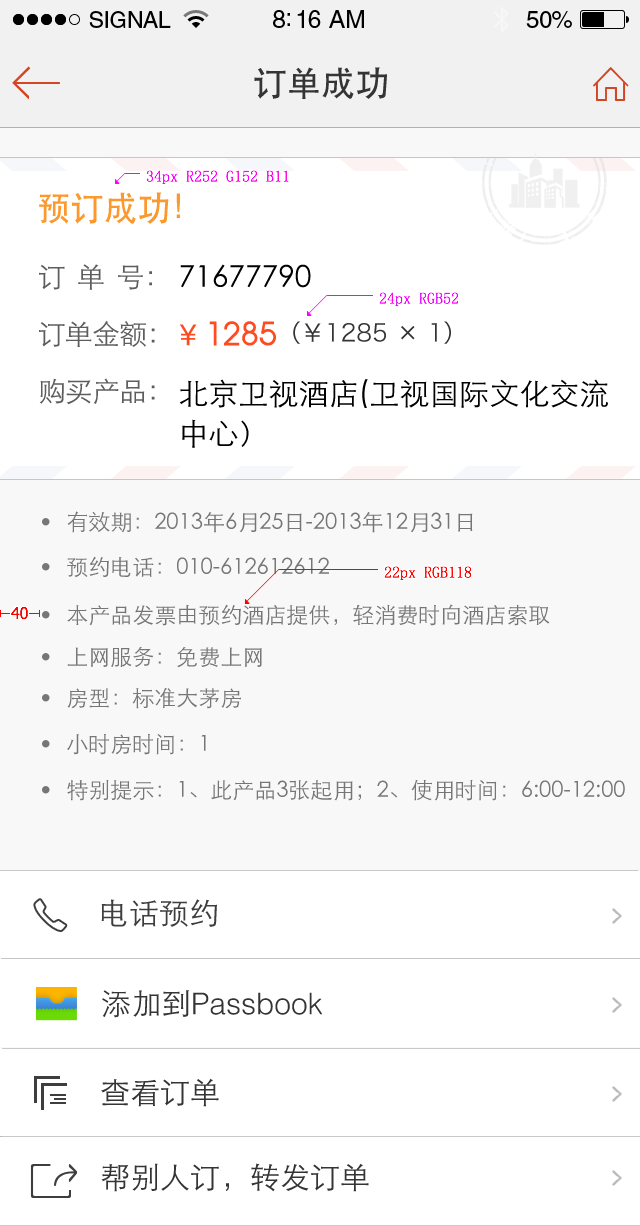 SIGNAL 8:16 AM 50%
订单成功
34px R252 G152 B11
预订成功!
订 单 号: 71677790
24px RGB52
订单金额: ¥ 1285 (¥1285 × 1)
购买产品: 北京卫视酒店(卫视国际文化交流
中心)
有效期: 2013年6月25日-2013年12月31日
预约电话: 010-612612612
22px RGB118
40
本产品发票由预约酒店提供，轻消费时向酒店索取
上网服务: 免费上网
房型: 标准大茅房
小时房时间: 1
特别提示: 1、此产品3张起用; 2、使用时间: 6:00-12:00
电话预约
添加到Passbook
查看订单
帮别人订，转发订单